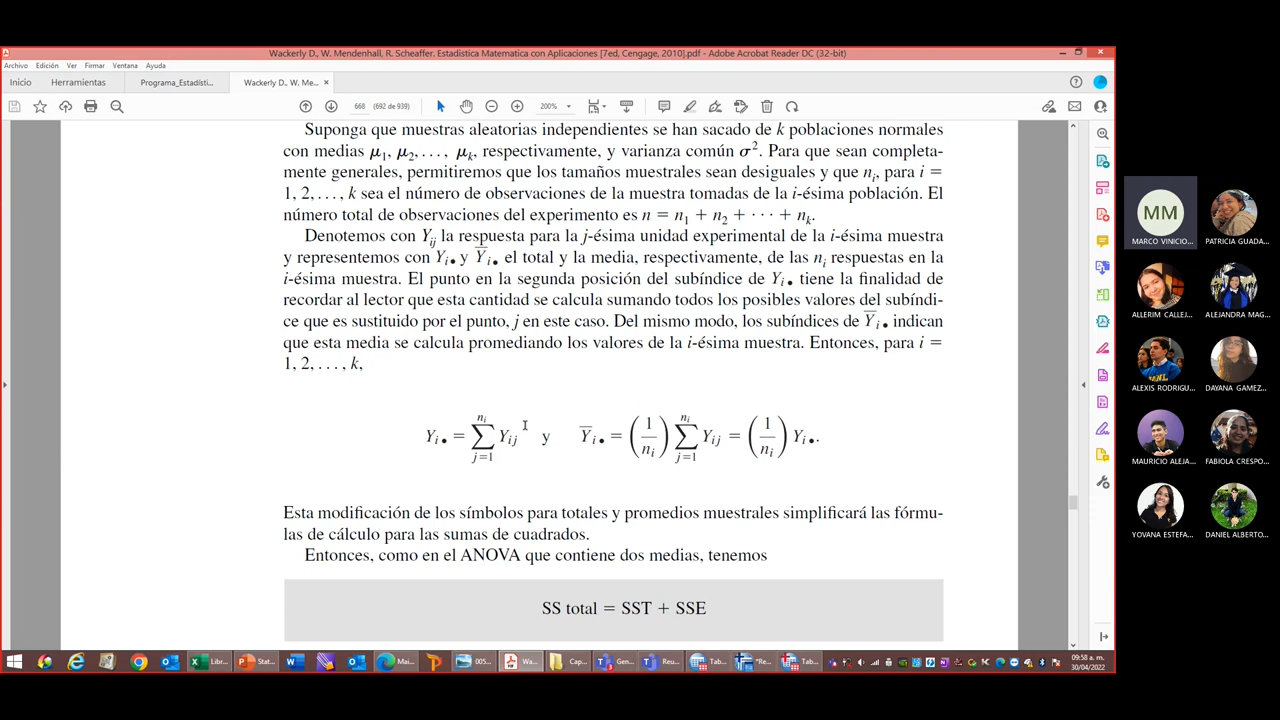 Wackerly D., W. Mendenhall, R. Scheaffer. Estadística Matematica con Aplicaciones [7ed, Cengage, 2010].pdf - Adobe Acrobat Reader DC (32-bit)
Archivo Edición Ver Firmar Ventana Ayuda
Inicio Herramientas Programa_Estadísti... Wackerly D., W. Me... ×
668 (692 de 939) 200%
Suponga que muestras aleatorias independientes se han sacado de k poblaciones normales
con medias μ1, μ2, . . . , μk, respectivamente, y varianza común σ². Para que sean completa-
mente generales, permitiremos que los tamaños muestrales sean desiguales y que ni, para i =
1, 2, . . . , k sea el número de observaciones de la muestra tomadas de la i-ésima población. El
número total de observaciones del experimento es n = n1 + n2 + · · · + nk.
Denotemos con Yij la respuesta para la j-ésima unidad experimental de la i-ésima muestra
y representemos con Yi• y Y̅i• el total y la media, respectivamente, de las ni respuestas en la
i-ésima muestra. El punto en la segunda posición del subíndice de Yi• tiene la finalidad de
recordar al lector que esta cantidad se calcula sumando todos los posibles valores del subíndi-
ce que es sustituido por el punto, j en este caso. Del mismo modo, los subíndices de Y̅i• indican
que esta media se calcula promediando los valores de la i-ésima muestra. Entonces, para i =
1, 2, . . . , k,
Yi• = ∑_{j=1}^{ni} Yij y Y̅i• = (1/ni) ∑_{j=1}^{ni} Yij = (1/ni) Yi•.
Esta modificación de los símbolos para totales y promedios muestrales simplificará las fórmu-
las de cálculo para las sumas de cuadrados.
Entonces, como en el ANOVA que contiene dos medias, tenemos
SS total = SST + SSE
MM
MARCO VINICIO... PATRICIA GUADA...
ALLERIM CALLEJ... ALEJANDRA MAG...
ALEXIS RODRIGU... DAYANA GAMEZ...
MAURICIO ALEJA... FABIOLA CRESPO...
YOVANA ESTEFA... DANIEL ALBERTO...
Libr... Stat... Mai... 005... Wa... Cap... Gen... Reu... Tab... "Re... Tab...
09:58 a. m.
30/04/2022